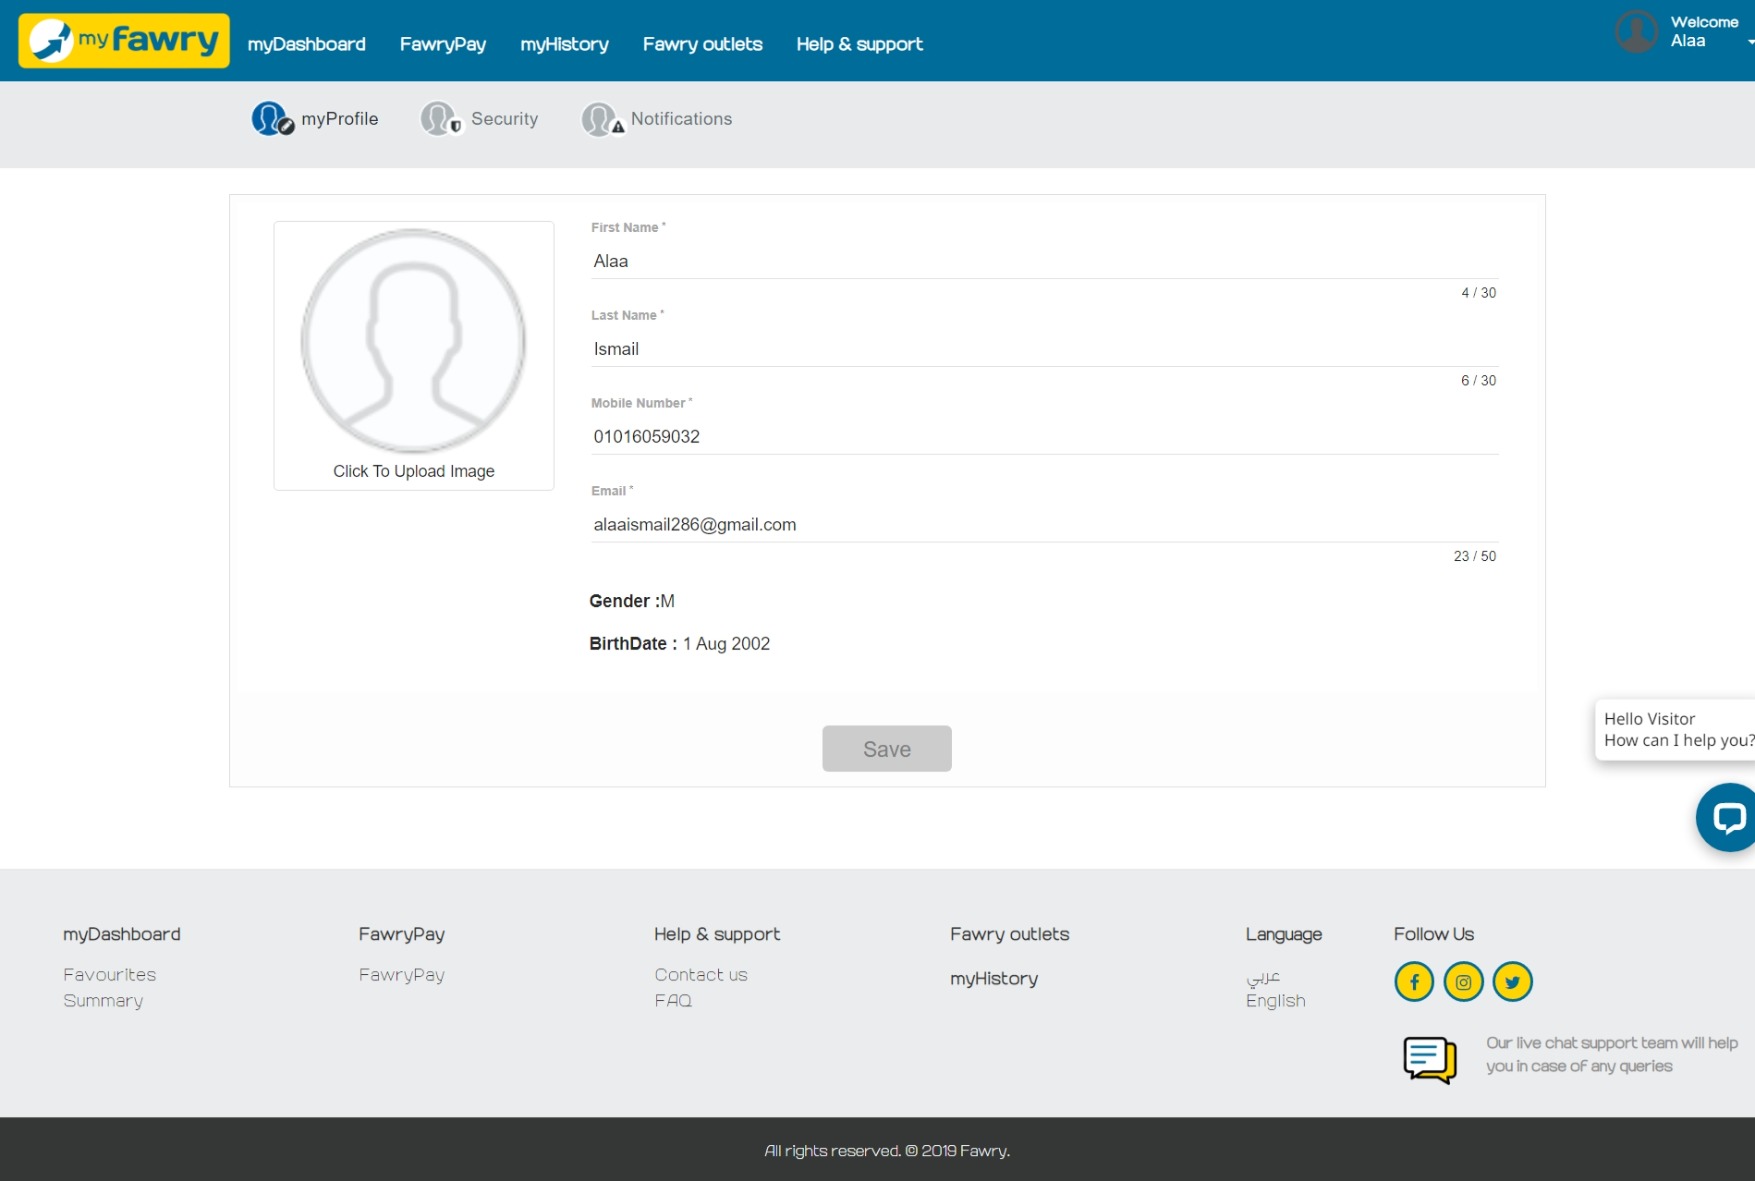 my fawry
myDashboard
FawryPay
myHistory
Fawry outlets
Help & support
Welcome
Alaa
myProfile
Security
Notifications
Click To Upload Image
First Name *
Alaa
4 / 30
Last Name *
Ismail
6 / 30
Mobile Number *
01016059032
Email *
alaaismail286@gmail.com
23 / 50
Gender :M
BirthDate : 1 Aug 2002
Save
Hello Visitor
How can I help you?
myDashboard
Favourites
Summary
FawryPay
FawryPay
Help & support
Contact us
FAQ
Fawry outlets
myHistory
Language
عربي
English
Follow Us
Our live chat support team will help
you in case of any queries
All rights reserved. © 2019 Fawry.